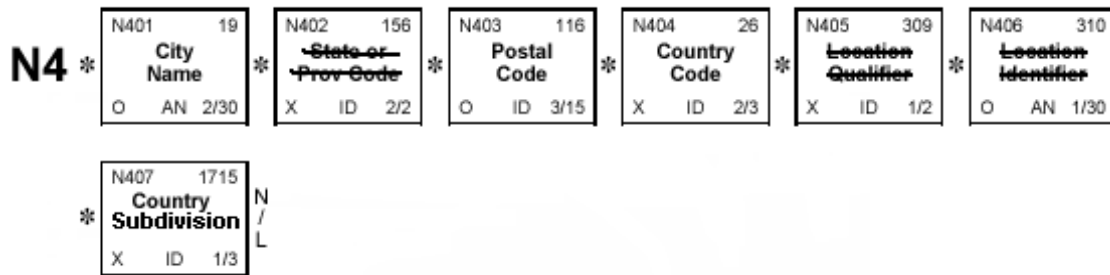 N4 * N401 19 * N402 156 * N403 116 * N404 26 * N405 309 * N406 310
City Name State or Prov Code Postal Code Country Code Location Qualifier Location Identifier
O AN 2/30 X ID 2/2 O ID 3/15 X ID 2/3 X ID 1/2 O AN 1/30
* N407 1715 N/L
Country
Subdivision
X ID 1/3